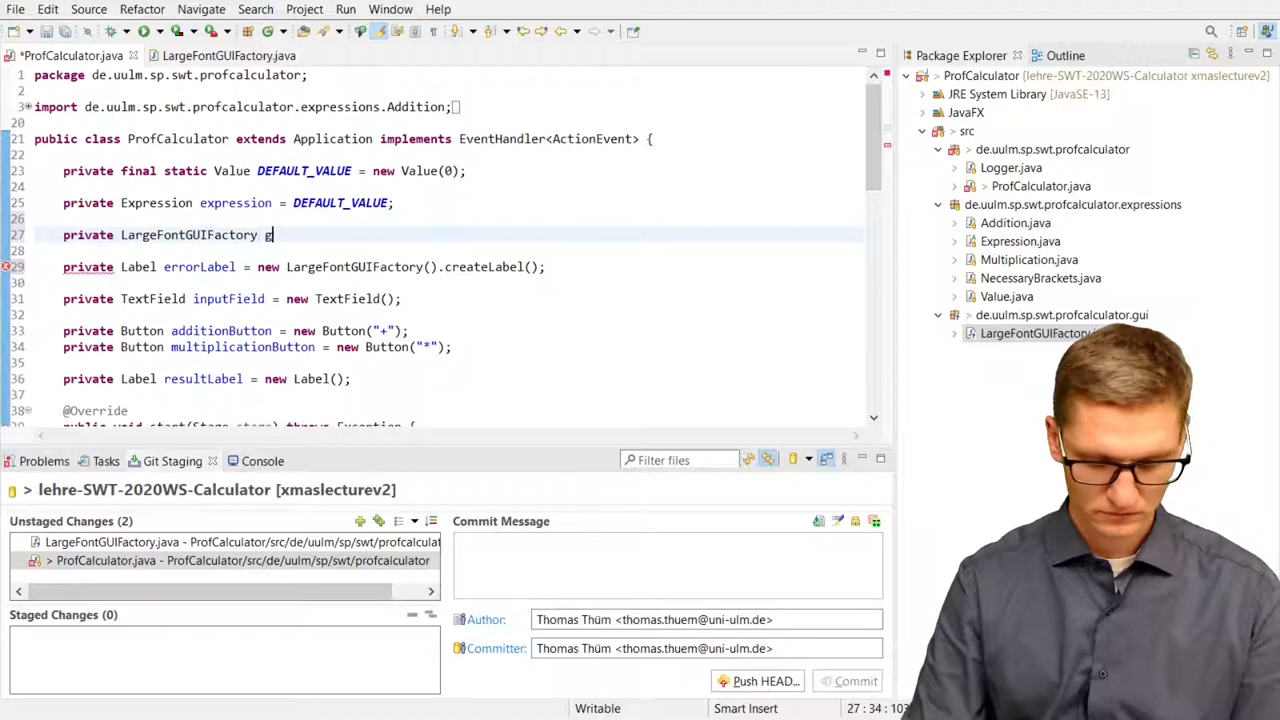 File Edit Source Refactor Navigate Search Project Run Window Help
*ProfCalculator.java LargeFontGUIFactory.java
1 package de.uulm.sp.swt.profcalculator;
2
3 import de.uulm.sp.swt.profcalculator.expressions.Addition;
20
21 public class ProfCalculator extends Application implements EventHandler<ActionEvent> {
22
23 private final static Value DEFAULT_VALUE = new Value(0);
24
25 private Expression expression = DEFAULT_VALUE;
26
27 private LargeFontGUIFactory g
28
29 private Label errorLabel = new LargeFontGUIFactory().createLabel();
30
31 private TextField inputField = new TextField();
32
33 private Button additionButton = new Button("+");
34 private Button multiplicationButton = new Button("*");
35
36 private Label resultLabel = new Label();
37
38 @Override
public void start(Stage stage) throws Exception {
Package Explorer Outline
> ProfCalculator [lehre-SWT-2020WS-Calculator xmaslecturev2]
JRE System Library [JavaSE-13]
JavaFX
> src
> de.uulm.sp.swt.profcalculator
Logger.java
> ProfCalculator.java
de.uulm.sp.swt.profcalculator.expressions
Addition.java
Expression.java
Multiplication.java
NecessaryBrackets.java
Value.java
> de.uulm.sp.swt.profcalculator.gui
LargeFontGUIFactory
Problems Tasks Git Staging Console
Filter files
> lehre-SWT-2020WS-Calculator [xmaslecturev2]
Unstaged Changes (2)
LargeFontGUIFactory.java - ProfCalculator/src/de/uulm/sp/swt/profcalculat
> ProfCalculator.java - ProfCalculator/src/de/uulm/sp/swt/profcalculator
Staged Changes (0)
Commit Message
Author: Thomas Thüm <thomas.thuem@uni-ulm.de>
Committer: Thomas Thüm <thomas.thuem@uni-ulm.de>
Push HEAD... Commit
Writable Smart Insert 27 : 34 : 103